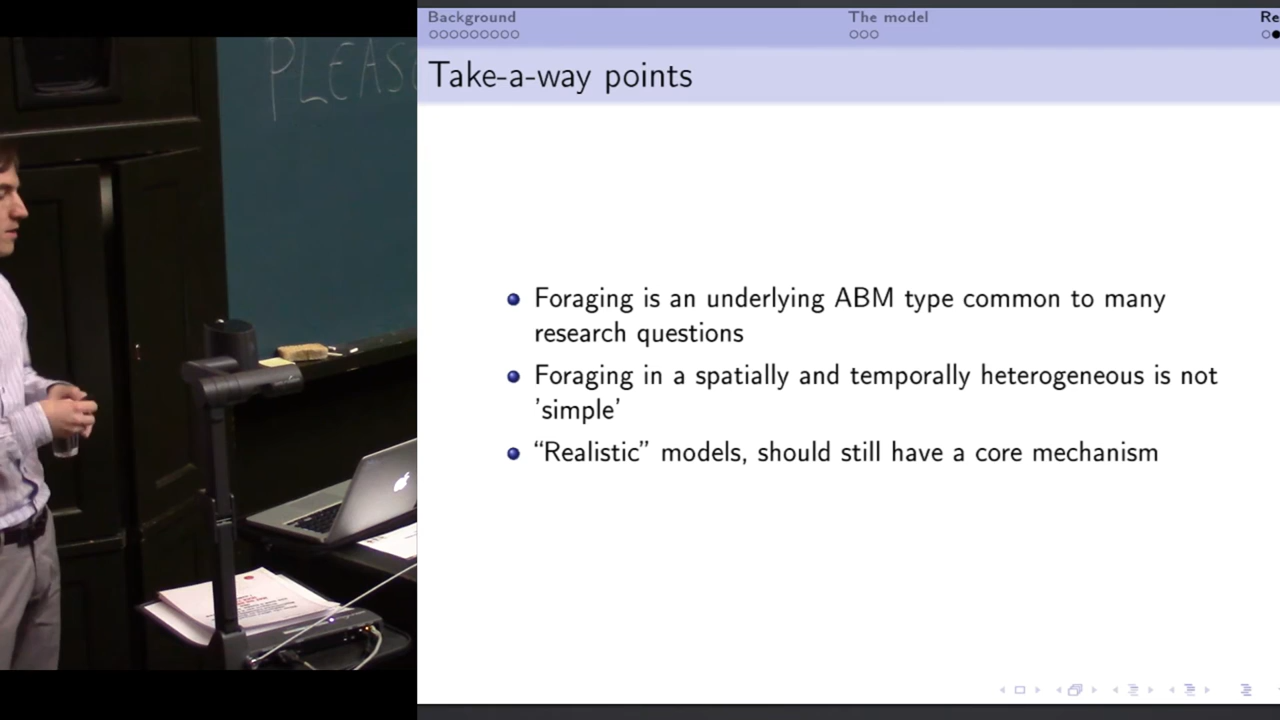 Background
The model
Re
PLEAS
Take-a-way points
Foraging is an underlying ABM type common to many
research questions
Foraging in a spatially and temporally heterogeneous is not
'simple'
“Realistic” models, should still have a core mechanism